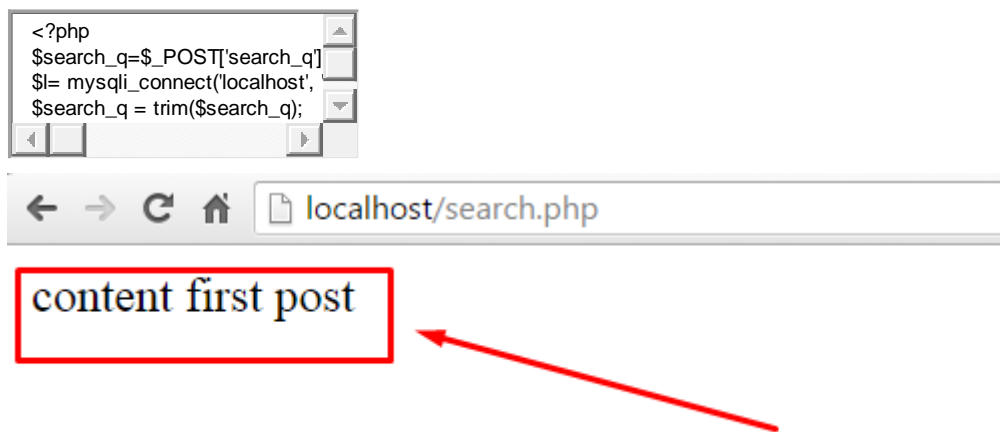 <?php
$search_q=$_POST['search_q']
$l= mysqli_connect('localhost', '
$search_q = trim($search_q);
localhost/search.php
content first post